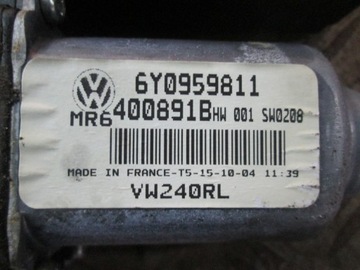 6Y0959811
MR6 400891B HW 001 SW0208
MADE IN FRANCE-T5-15-10-04 11:39
VW240RL